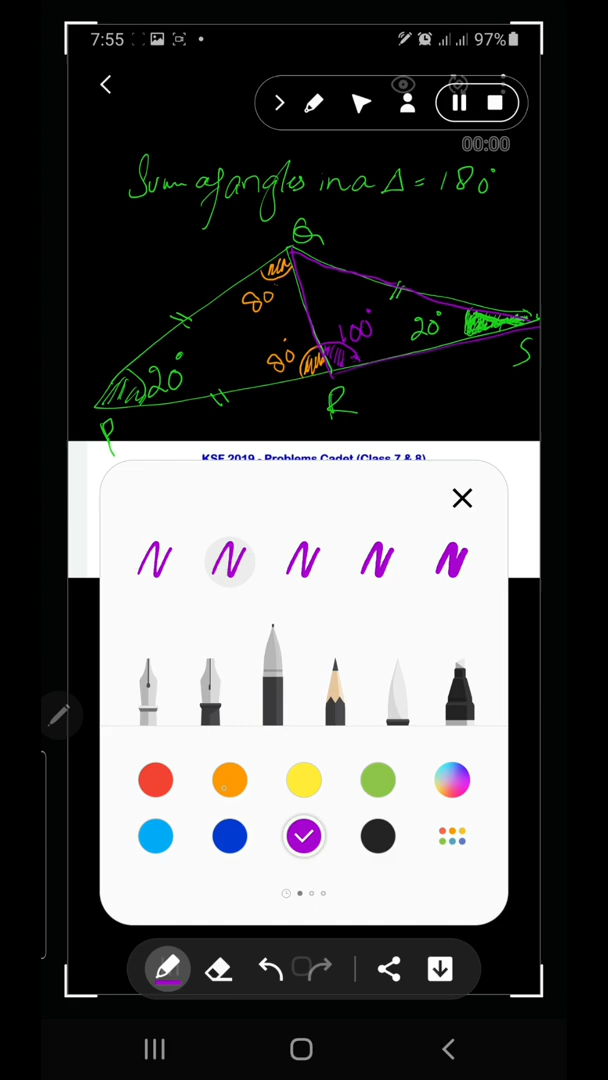 7:55
97%
00:00
Sum of angles in a Δ = 180°
Q
80
20°
80°
100°
20°
S
R
P
KSF 2019 - Problems Cadet (Class 7 & 8)